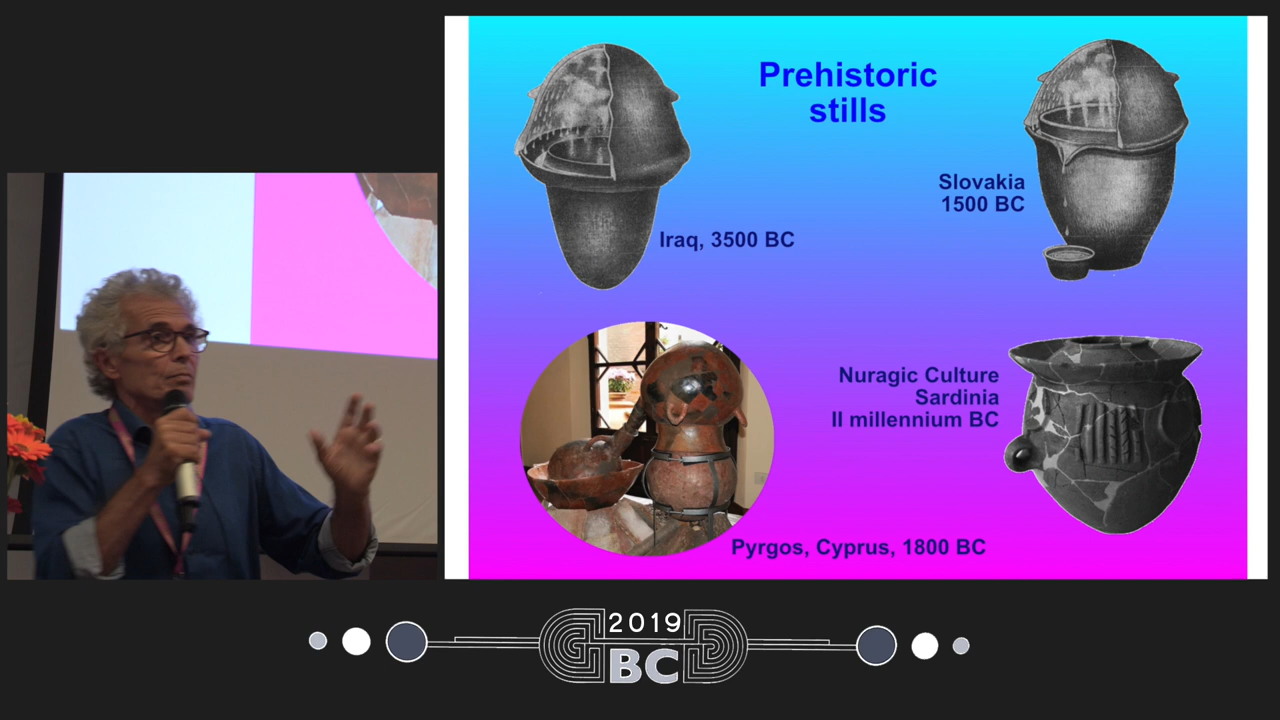 Prehistoric
stills
Iraq, 3500 BC
Slovakia
1500 BC
Nuragic Culture
Sardinia
II millennium BC
Pyrgos, Cyprus, 1800 BC
2019
BC